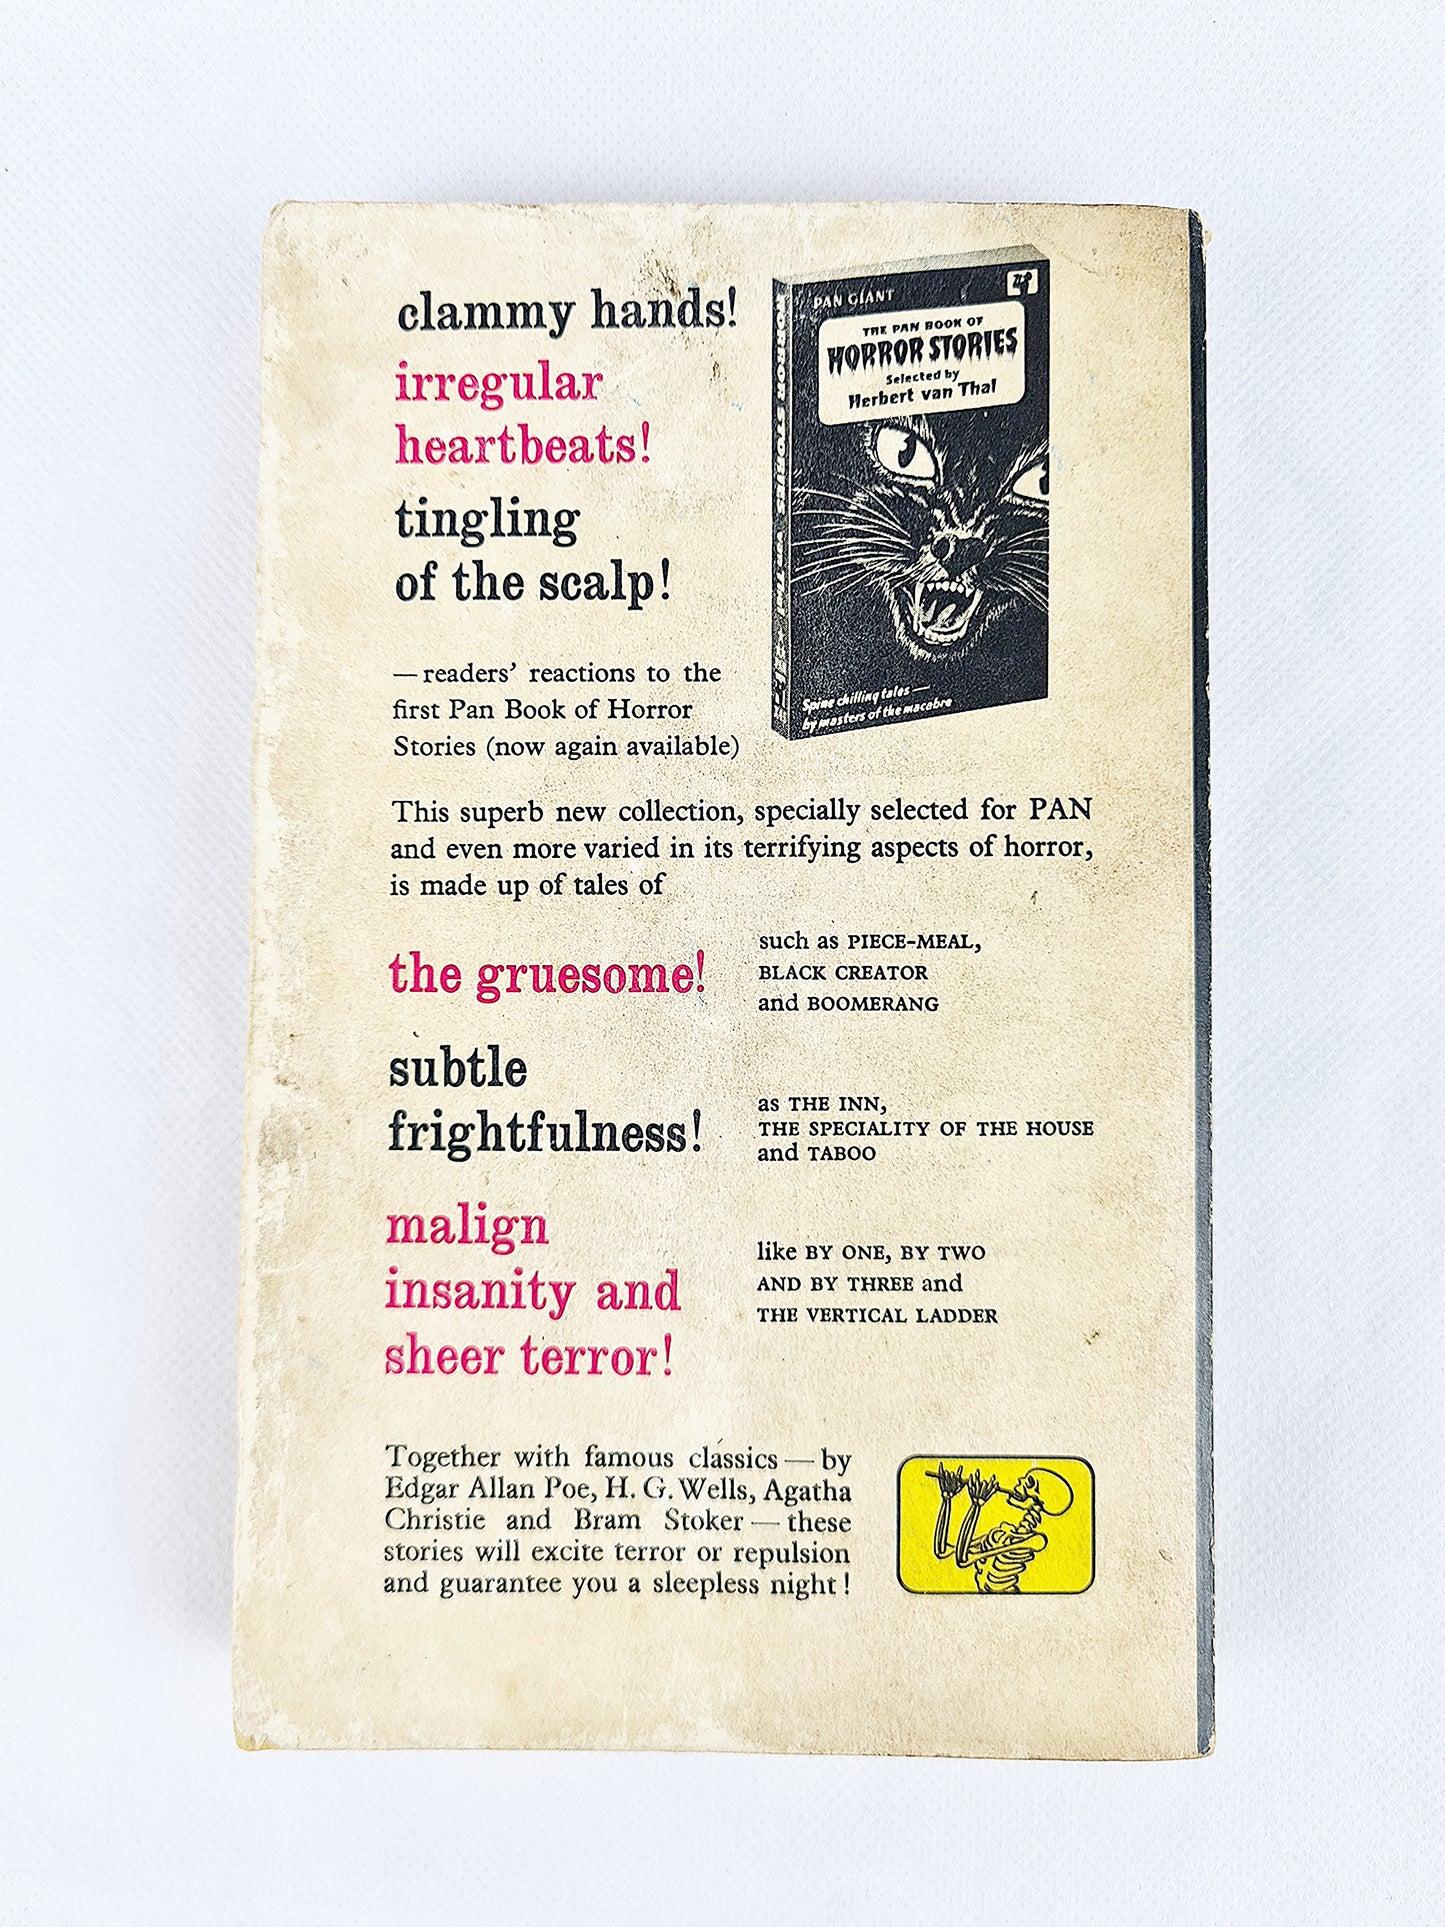 clammy hands!
irregular
heartbeats!
tingling
of the scalp!
— readers' reactions to the
first Pan Book of Horror
Stories (now again available)
PAN GIANT
THE PAN BOOK OF
HORROR STORIES
Selected by
Herbert van Thal
Spine chilling tales —
by masters of the macabre
This superb new collection, specially selected for PAN
and even more varied in its terrifying aspects of horror,
is made up of tales of
the gruesome!
such as PIECE-MEAL,
BLACK CREATOR
and BOOMERANG
subtle
frightfulness!
as THE INN,
THE SPECIALITY OF THE HOUSE
and TABOO
malign
insanity and
sheer terror!
like BY ONE, BY TWO
AND BY THREE and
THE VERTICAL LADDER
Together with famous classics — by
Edgar Allan Poe, H. G. Wells, Agatha
Christie and Bram Stoker — these
stories will excite terror or repulsion
and guarantee you a sleepless night!